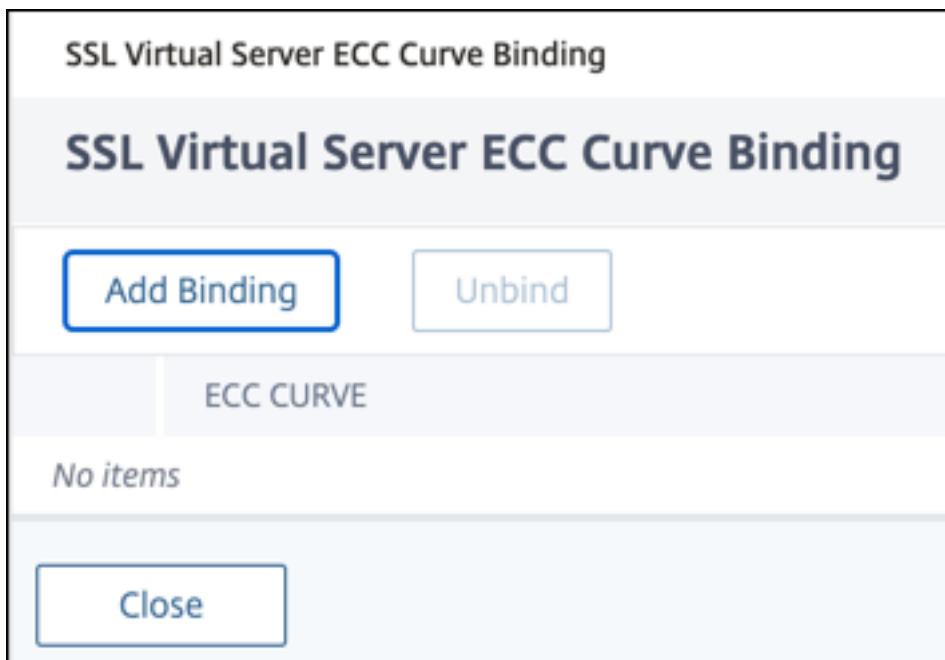 SSL Virtual Server ECC Curve Binding
SSL Virtual Server ECC Curve Binding
Add Binding Unbind
ECC CURVE
No items
Close